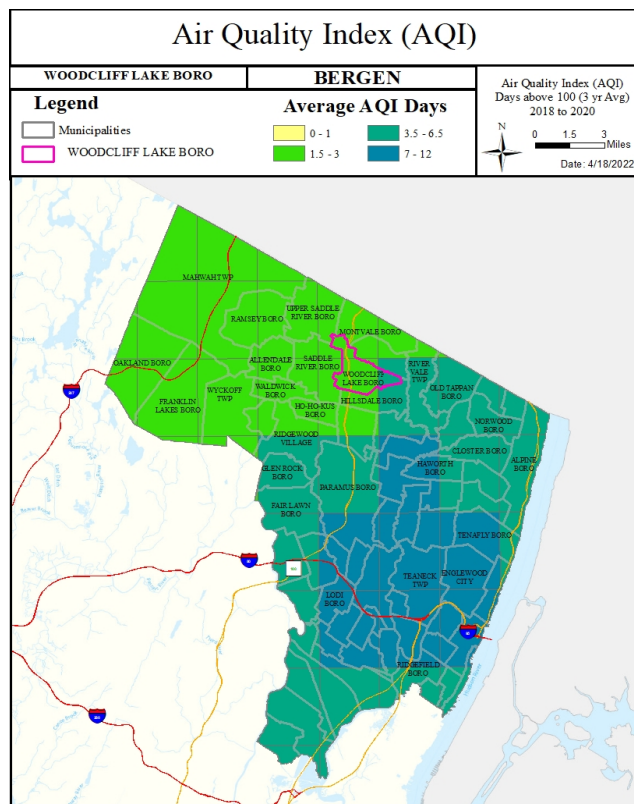 Air Quality Index (AQI)
WOODCLIFF LAKE BORO
BERGEN
Legend
Municipalities
WOODCLIFF LAKE BORO
Average AQI Days
0 - 1
1.5 - 3
3.5 - 6.5
7 - 12
Air Quality Index (AQI)
Days above 100 (3 yr Avg)
2018 to 2020
N
0 1.5 3
Miles
Date: 4/18/2022
MAHWAH TWP
UPPER SADDLE
RIVER BORO
RAMSEY BORO
MONTVALE BORO
OAKLAND BORO
ALLENDALE
BORO
SADDLE
RIVER BORO
RIVER
VALE
TWP
WOODCLIFF
LAKE BORO
OLD TAPPAN
BORO
FRANKLIN
LAKES BORO
WYCKOFF
TWP
WALDWICK
BORO
HILLSDALE BORO
HO-HO-KUS
BORO
NORWOOD
BORO
RIDGEWOOD
VILLAGE
CLOSTER BORO
ALPINE
BORO
GLEN ROCK
BORO
HAWORTH
BORO
PARAMUS BORO
FAIR LAWN
BORO
TENAFLY BORO
TEANECK
TWP
ENGLEWOOD
CITY
LODI
BORO
RIDGEFIELD
BORO
287
80